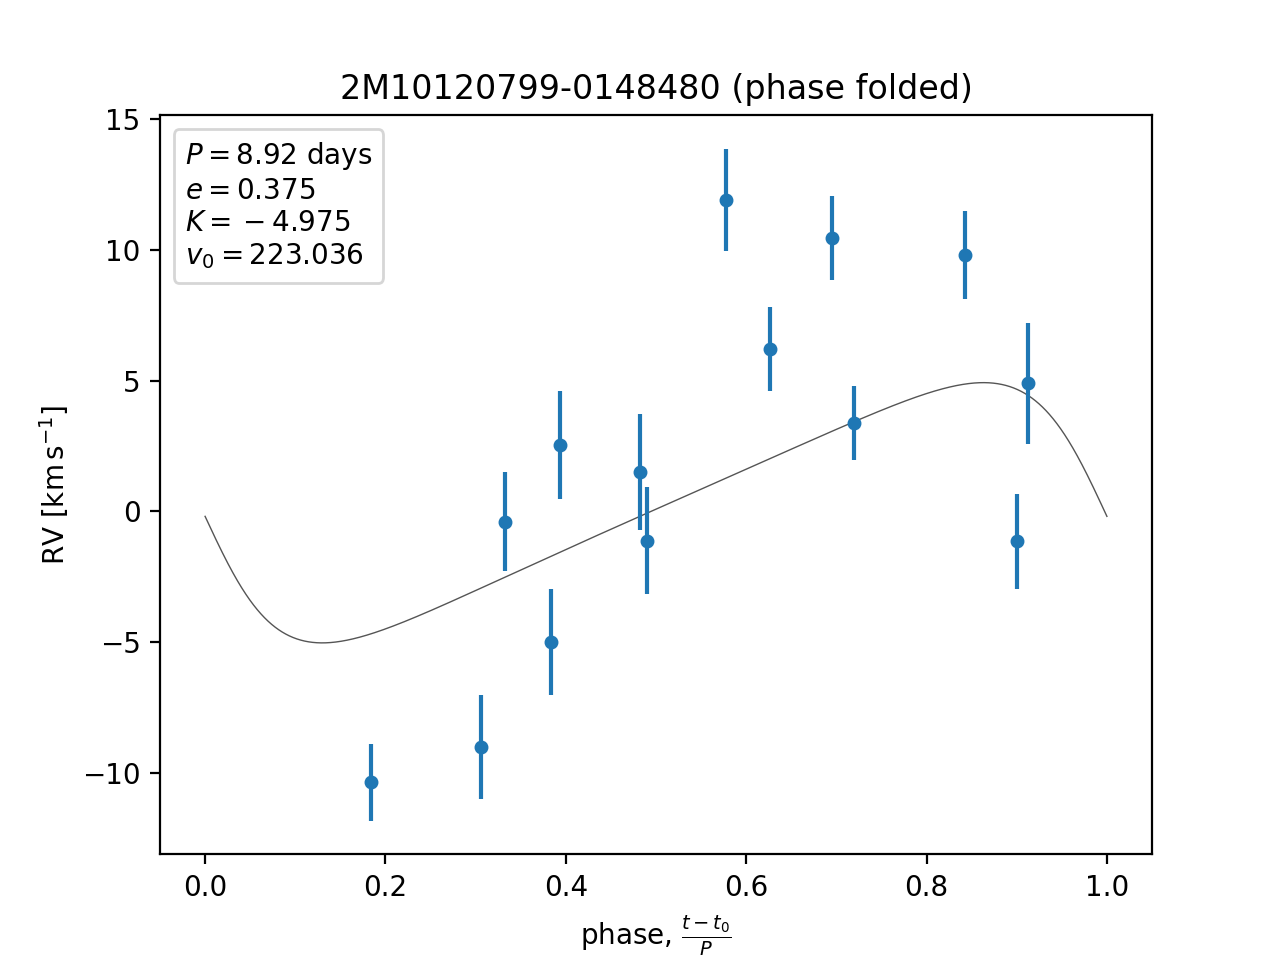 2M10120799-0148480 (phase folded)
P = 8.92 days
e = 0.375
K = −4.975
v₀ = 223.036
RV [km s⁻¹]
15
10
5
0
−5
−10
0.0 0.2 0.4 0.6 0.8 1.0
phase, (t − t₀)/P